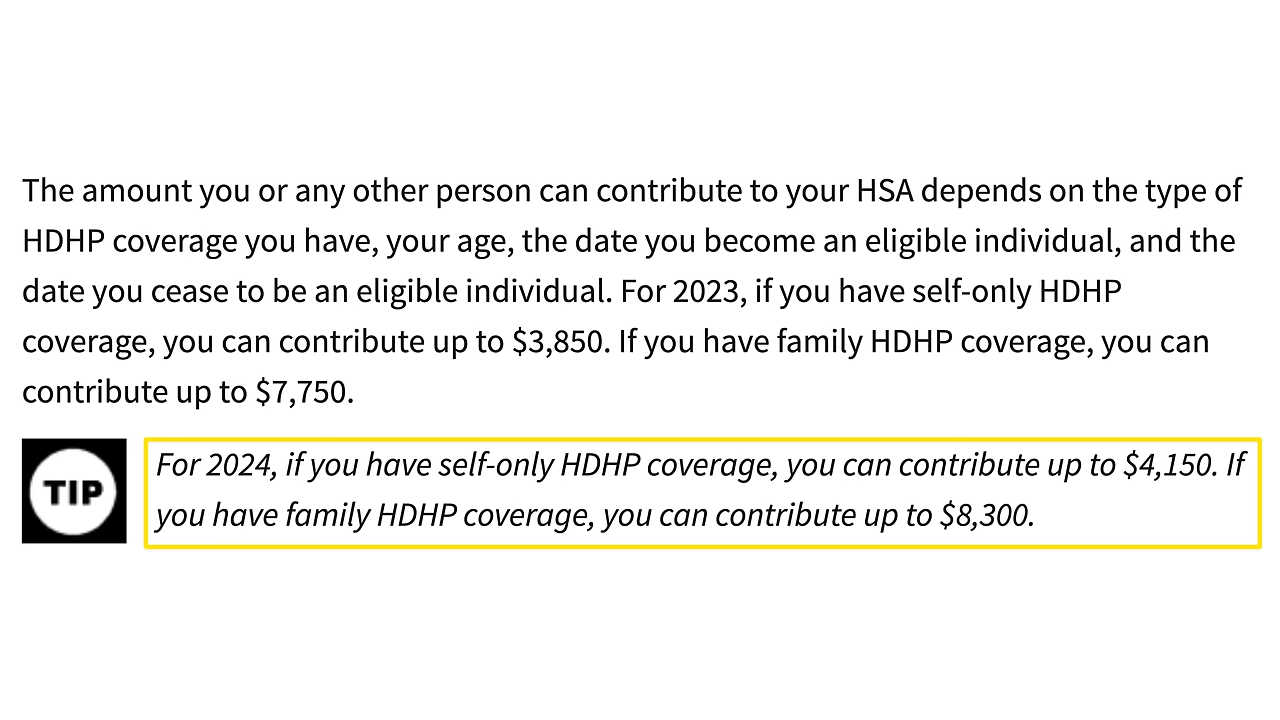 The amount you or any other person can contribute to your HSA depends on the type of
HDHP coverage you have, your age, the date you become an eligible individual, and the
date you cease to be an eligible individual. For 2023, if you have self-only HDHP
coverage, you can contribute up to $3,850. If you have family HDHP coverage, you can
contribute up to $7,750.
TIP
For 2024, if you have self-only HDHP coverage, you can contribute up to $4,150. If
you have family HDHP coverage, you can contribute up to $8,300.